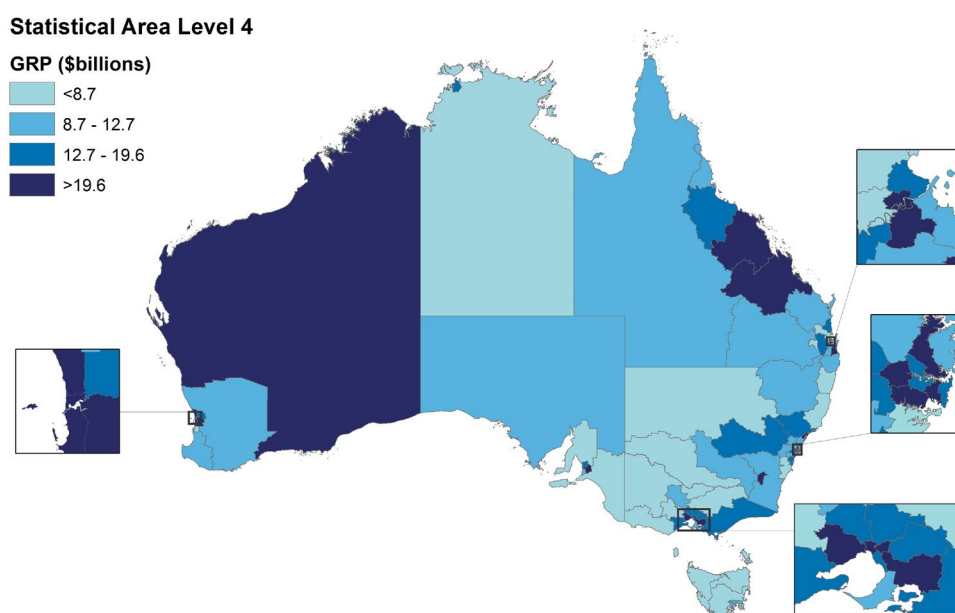 Statistical Area Level 4
GRP ($billions)
<8.7
8.7 - 12.7
12.7 - 19.6
>19.6